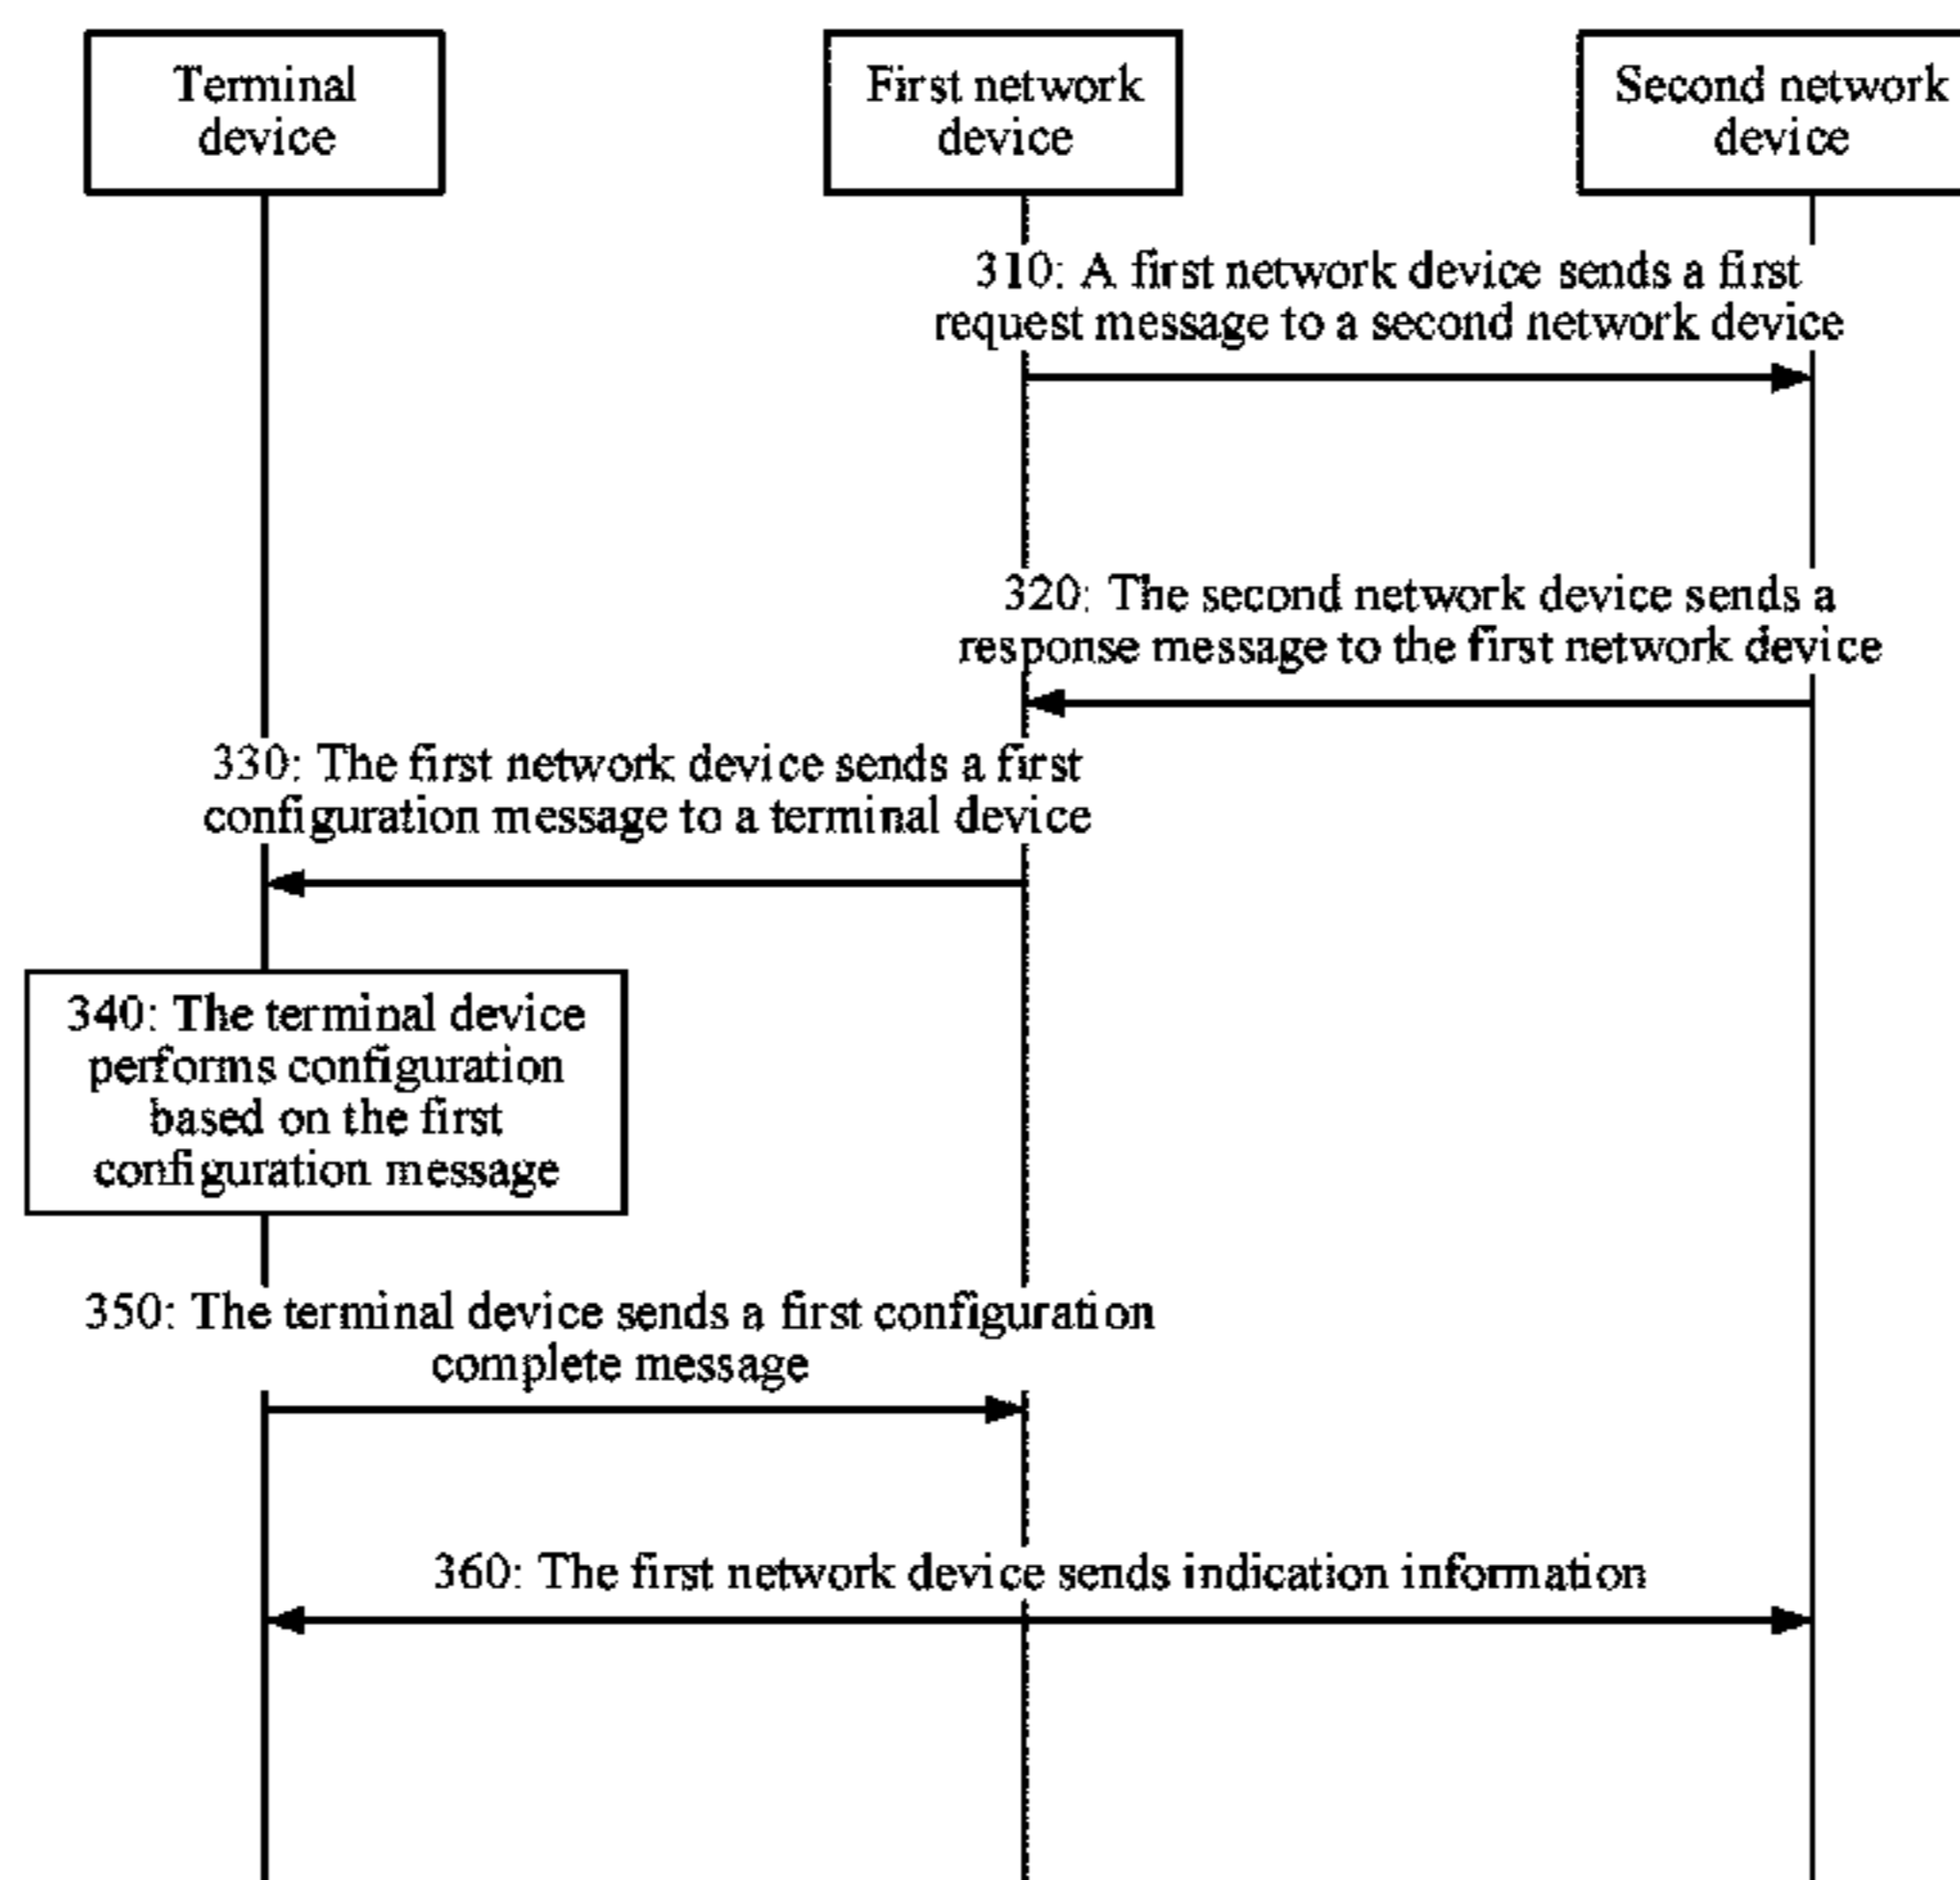 Terminal
device
First network
device
Second network
device
310: A first network device sends a first
request message to a second network device
320: The second network device sends a
response message to the first network device
330: The first network device sends a first
configuration message to a terminal device
340: The terminal device
performs configuration
based on the first
configuration message
350: The terminal device sends a first configuration
complete message
360: The first network device sends indication information